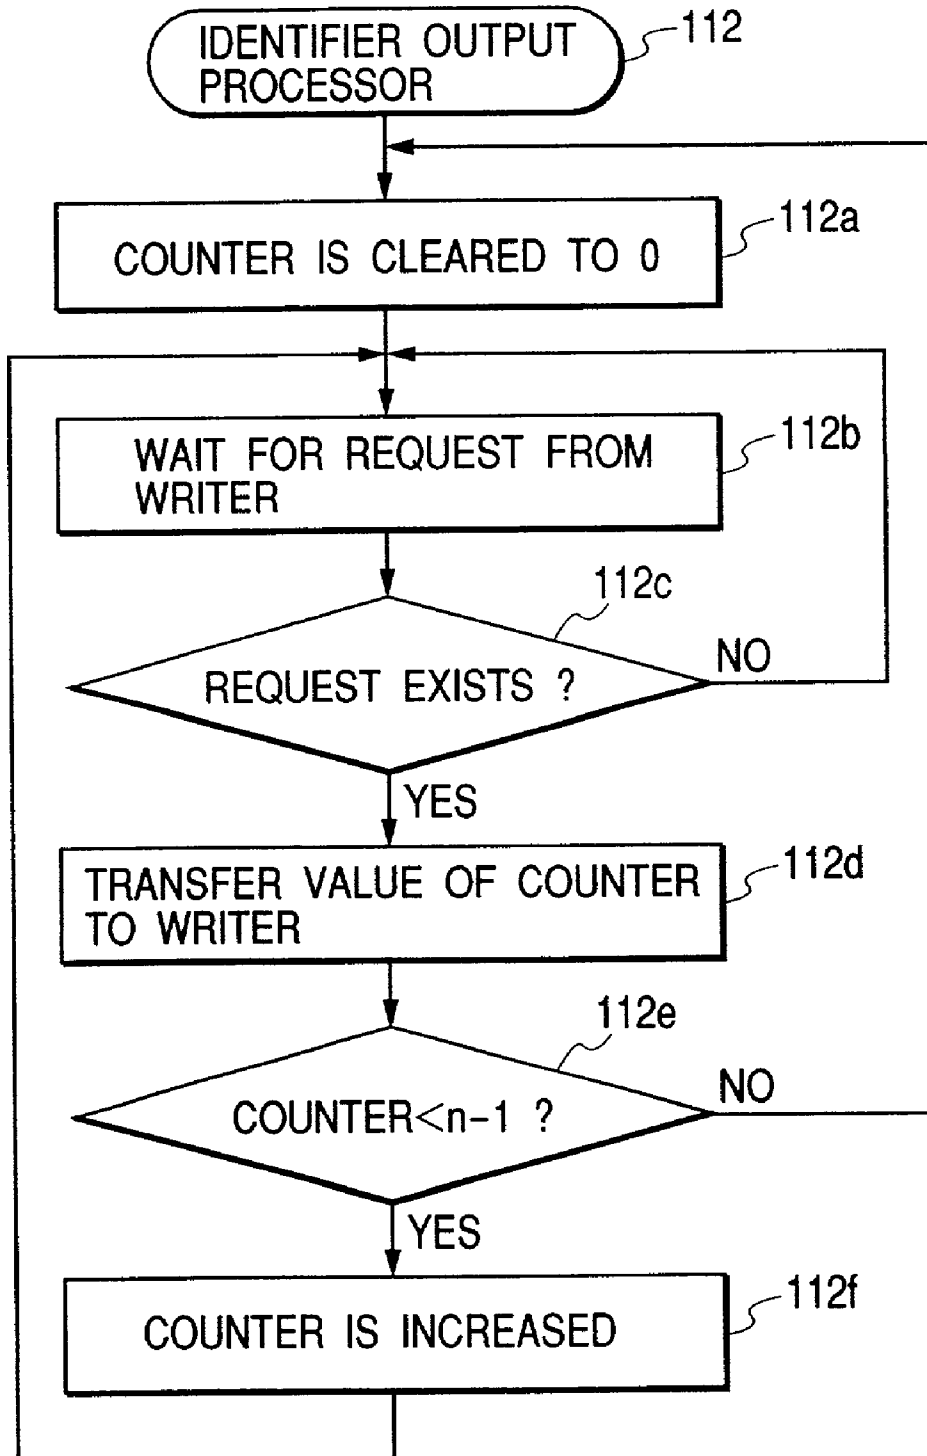 IDENTIFIER OUTPUT
PROCESSOR
112
COUNTER IS CLEARED TO 0
112a
WAIT FOR REQUEST FROM
WRITER
112b
112c
REQUEST EXISTS ?
NO
YES
TRANSFER VALUE OF COUNTER
TO WRITER
112d
112e
COUNTER<n-1 ?
NO
YES
COUNTER IS INCREASED
112f